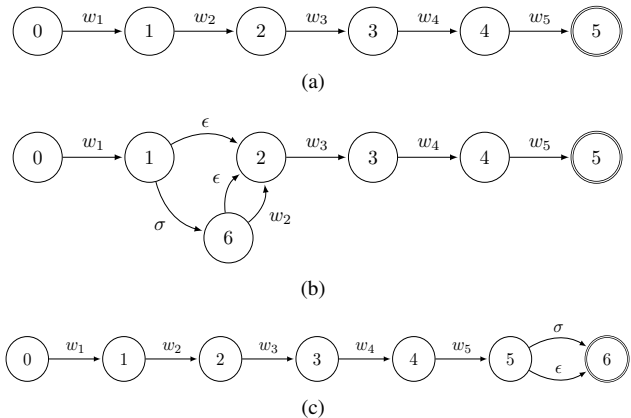 w₁ w₂ w₃ w₄ w₅
0 1 2 3 4 5
(a)
ϵ
w₁ w₃ w₄ w₅
0 1 2 3 4 5
ϵ
σ w₂
6
(b)
σ
w₁ w₂ w₃ w₄ w₅
0 1 2 3 4 5 6
ϵ
(c)